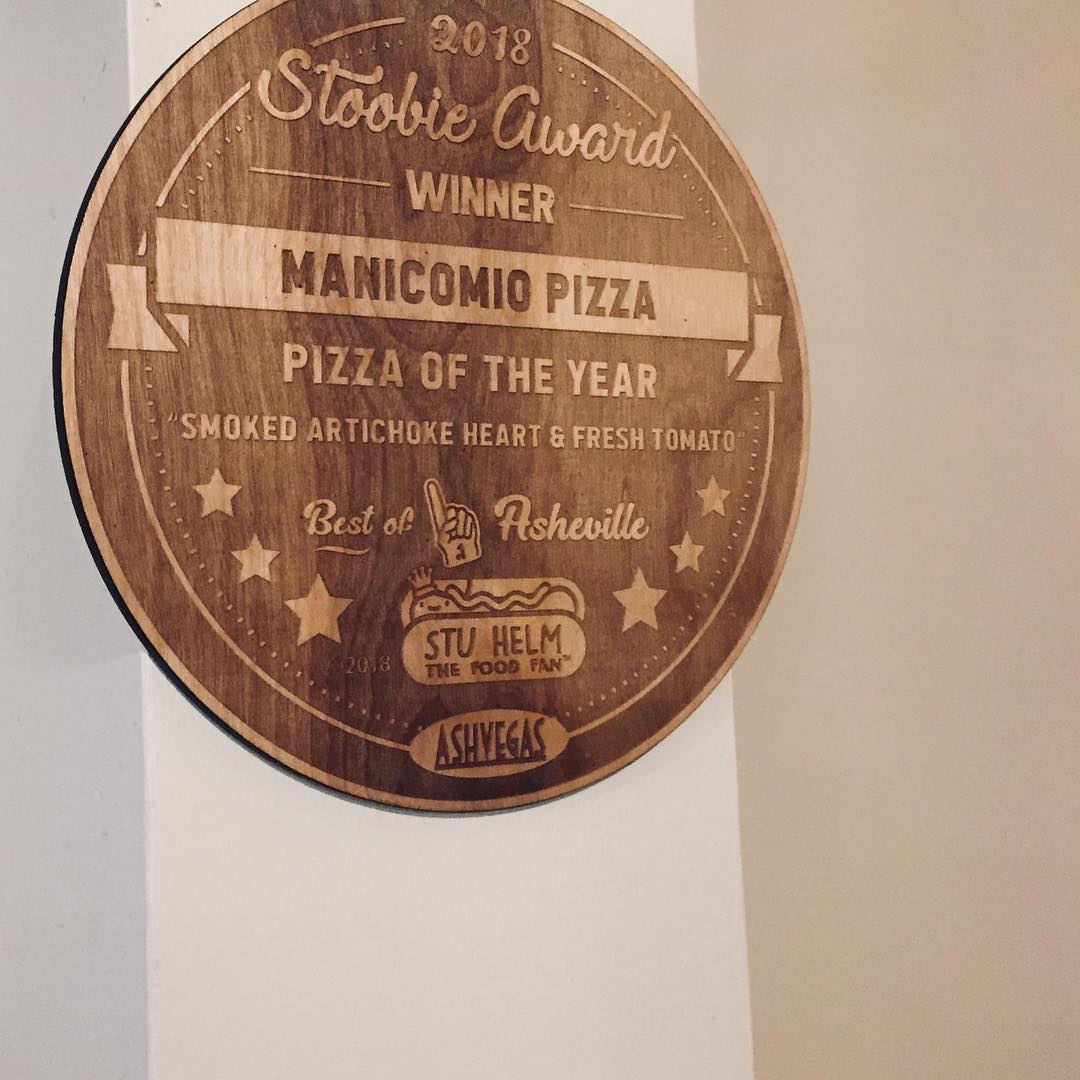 2018
Stoobie Award
WINNER
MANICOMIO PIZZA
PIZZA OF THE YEAR
"SMOKED ARTICHOKE HEART & FRESH TOMATO"
Best of Asheville
STU HELM
THE FOOD FAN™
©2018
ASHVEGAS